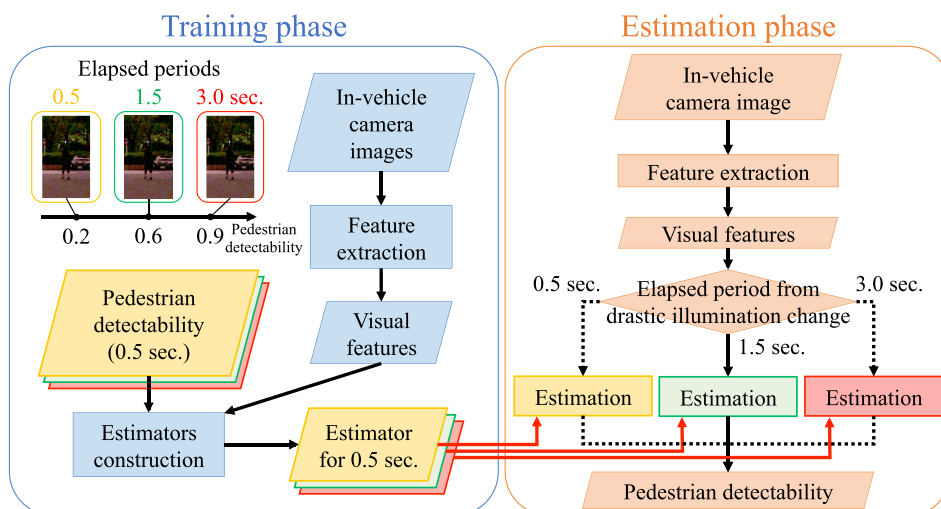 Training phase
Elapsed periods
0.5
1.5
3.0 sec.
0.2
0.6
0.9
Pedestrian
detectability
In-vehicle
camera
images
Feature
extraction
Visual
features
Pedestrian
detectability
(0.5 sec.)
Estimators
construction
Estimator
for 0.5 sec.
Estimation phase
In-vehicle
camera image
Feature extraction
Visual features
Elapsed period from
drastic illumination change
0.5 sec.
3.0 sec.
1.5 sec.
Estimation
Estimation
Estimation
Pedestrian detectability